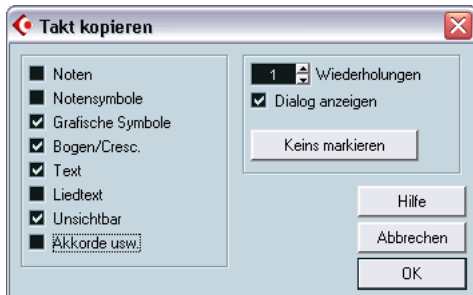 Takt kopieren
Noten
Notensymbole
Grafische Symbole
Bogen/Cresc.
Text
Liedtext
Unsichtbar
Akkorde usw.
1 Wiederholungen
Dialog anzeigen
Keins markieren
Hilfe
Abbrechen
OK